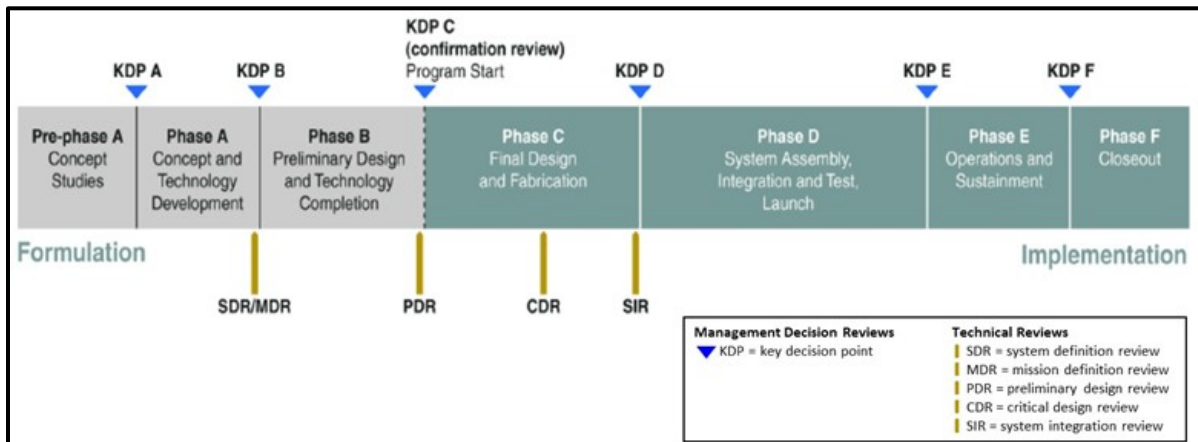 KDP A
KDP B
KDP C
(confirmation review)
Program Start
KDP D
KDP E
KDP F
Pre-phase A
Concept
Studies
Phase A
Concept and
Technology
Development
Phase B
Preliminary Design
and Technology
Completion
Phase C
Final Design
and Fabrication
Phase D
System Assembly,
Integration and Test,
Launch
Phase E
Operations and
Sustainment
Phase F
Closeout
Formulation
Implementation
SDR/MDR
PDR
CDR
SIR
Management Decision Reviews
KDP = key decision point
Technical Reviews
SDR = system definition review
MDR = mission definition review
PDR = preliminary design review
CDR = critical design review
SIR = system integration review